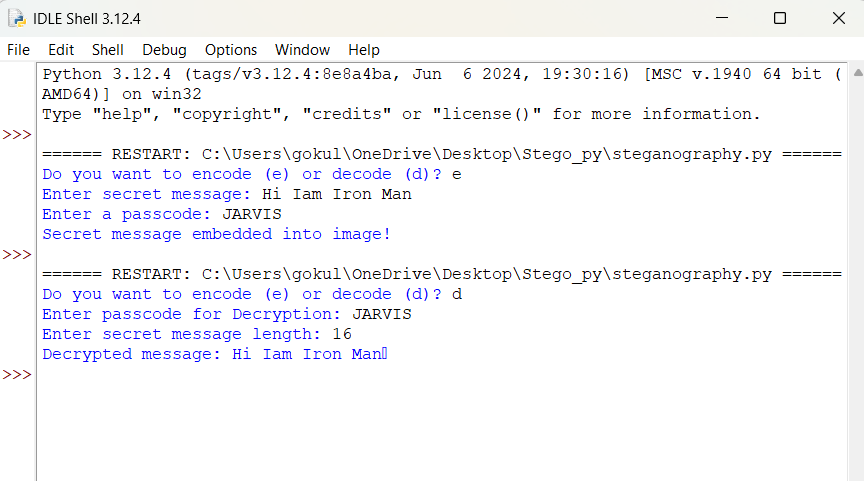 IDLE Shell 3.12.4
File Edit Shell Debug Options Window Help
Python 3.12.4 (tags/v3.12.4:8e8a4ba, Jun  6 2024, 19:30:16) [MSC v.1940 64 bit (
AMD64)] on win32
Type "help", "copyright", "credits" or "license()" for more information.
>>>
====== RESTART: C:\Users\gokul\OneDrive\Desktop\Stego_py\steganography.py ======
Do you want to encode (e) or decode (d)? e
Enter secret message: Hi Iam Iron Man
Enter a passcode: JARVIS
Secret message embedded into image!
>>>
====== RESTART: C:\Users\gokul\OneDrive\Desktop\Stego_py\steganography.py ======
Do you want to encode (e) or decode (d)? d
Enter passcode for Decryption: JARVIS
Enter secret message length: 16
Decrypted message: Hi Iam Iron Man▯
>>>